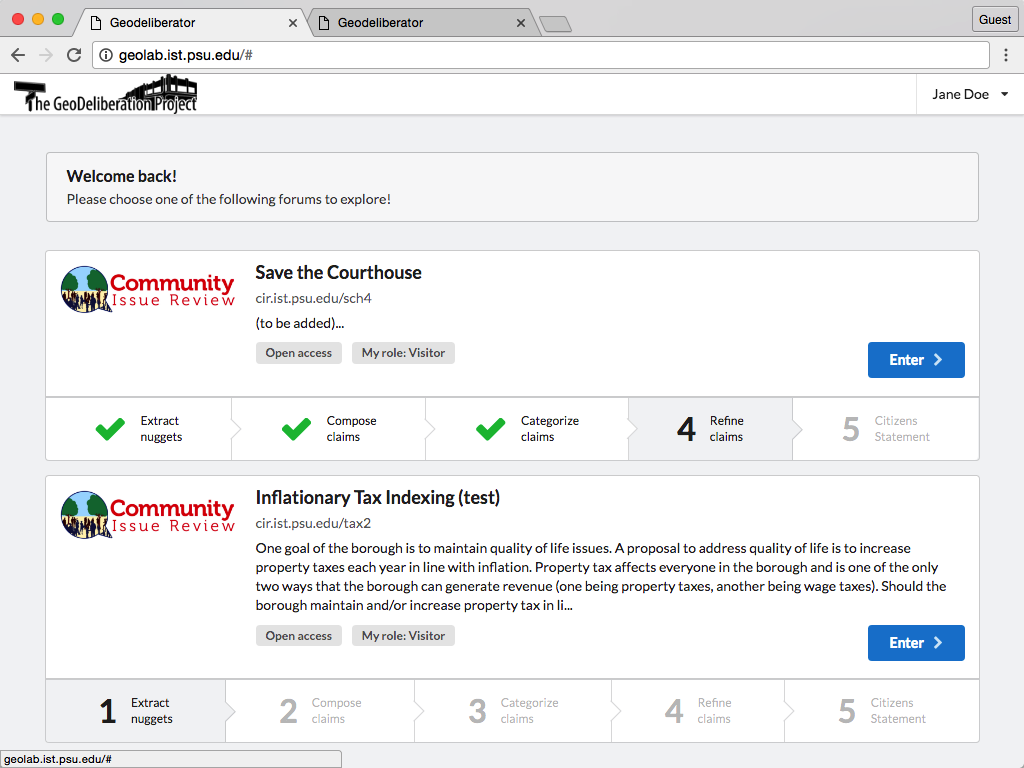 Geodeliberator
Geodeliberator
Guest
geolab.ist.psu.edu/#
The GeoDeliberation Project
Jane Doe
Welcome back!
Please choose one of the following forums to explore!
Community
Issue Review
Save the Courthouse
cir.ist.psu.edu/sch4
(to be added)...
Open access
My role: Visitor
Enter
Extract
nuggets
Compose
claims
Categorize
claims
4
Refine
claims
5
Citizens
Statement
Community
Issue Review
Inflationary Tax Indexing (test)
cir.ist.psu.edu/tax2
One goal of the borough is to maintain quality of life issues. A proposal to address quality of life is to increase
property taxes each year in line with inflation. Property tax affects everyone in the borough and is one of the only
two ways that the borough can generate revenue (one being property taxes, another being wage taxes). Should the
borough maintain and/or increase property tax in li...
Open access
My role: Visitor
Enter
1
Extract
nuggets
2
Compose
claims
3
Categorize
claims
4
Refine
claims
5
Citizens
Statement
geolab.ist.psu.edu/#